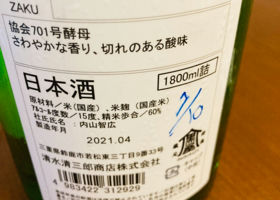 ZAKU
協会701号酵母
さわやかな香り、切れのある酸味
日本酒
1800ml詰
原材料/米(国産)、米麹(国産米)
アルコール度数/15度、精米歩合/60%
杜氏氏名:内山智広
製造年月
2021.04
7/10
三重県鈴鹿市若松東三丁目9番33号
清水清三郎商店株式会社
4 983422 312929